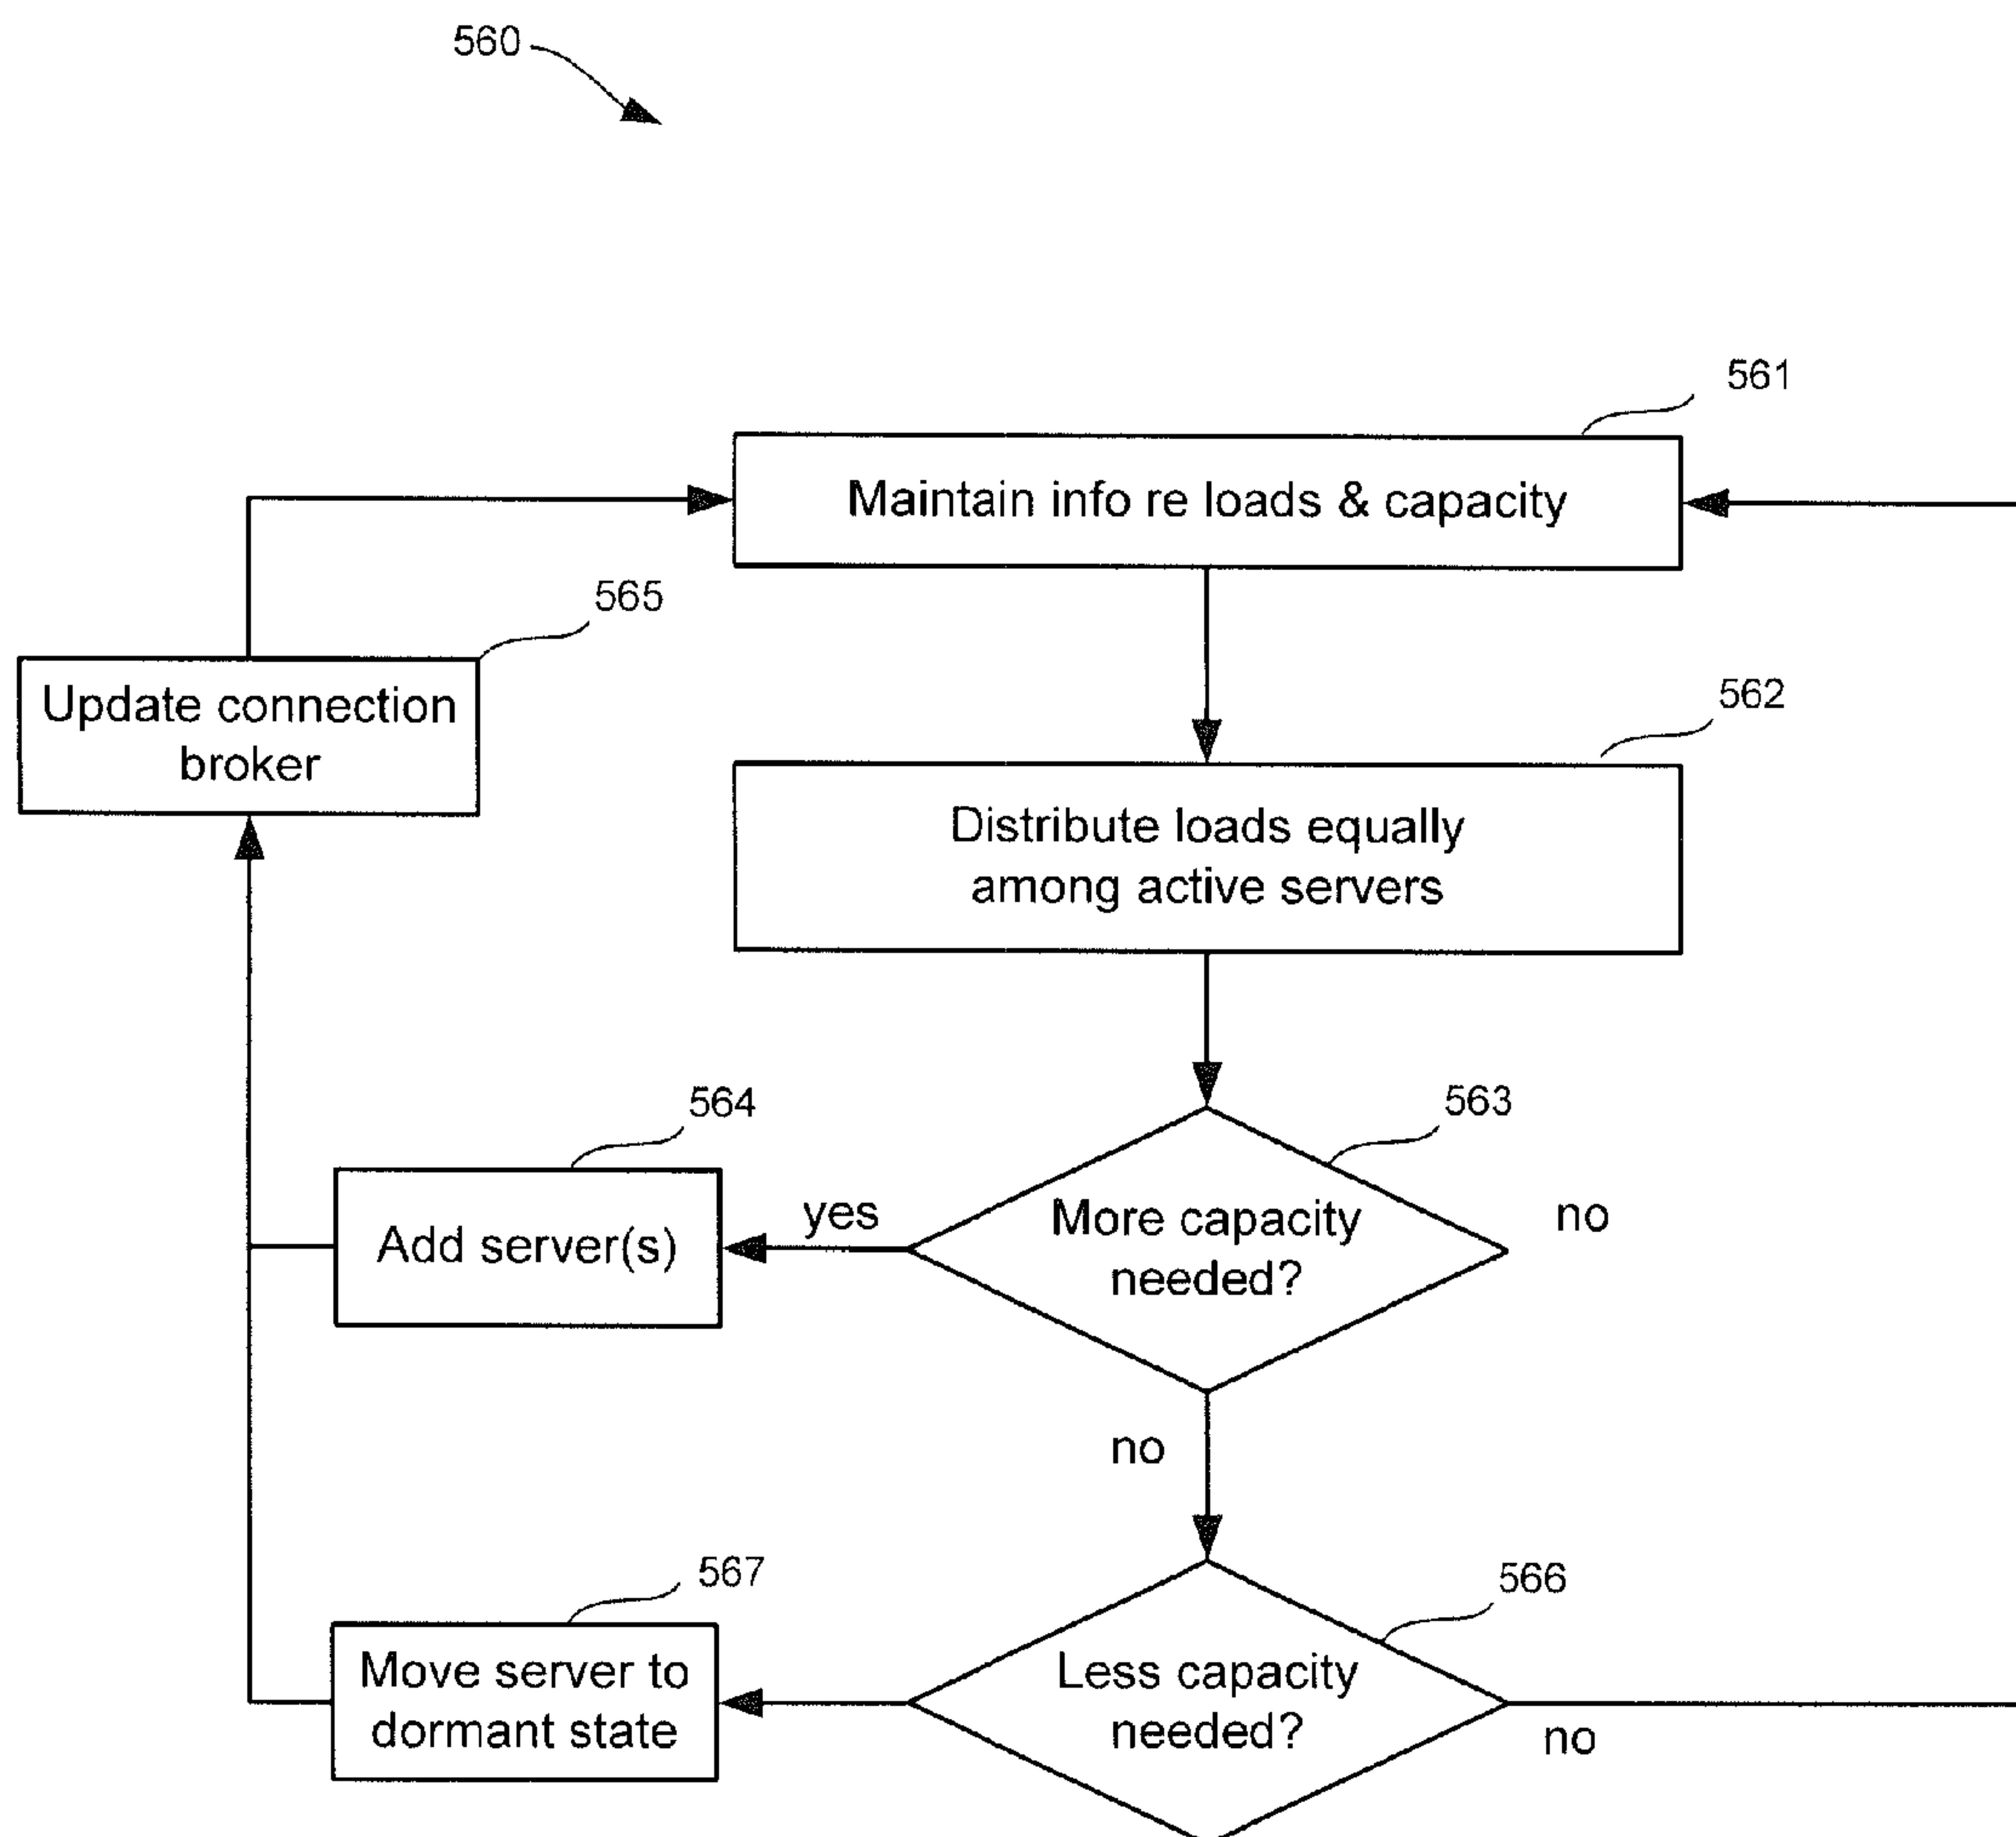 560
561
Maintain info re loads & capacity
565
Update connection
broker
562
Distribute loads equally
among active servers
564
Add server(s)
yes
563
More capacity
needed?
no
no
567
Move server to
dormant state
566
Less capacity
needed?
no